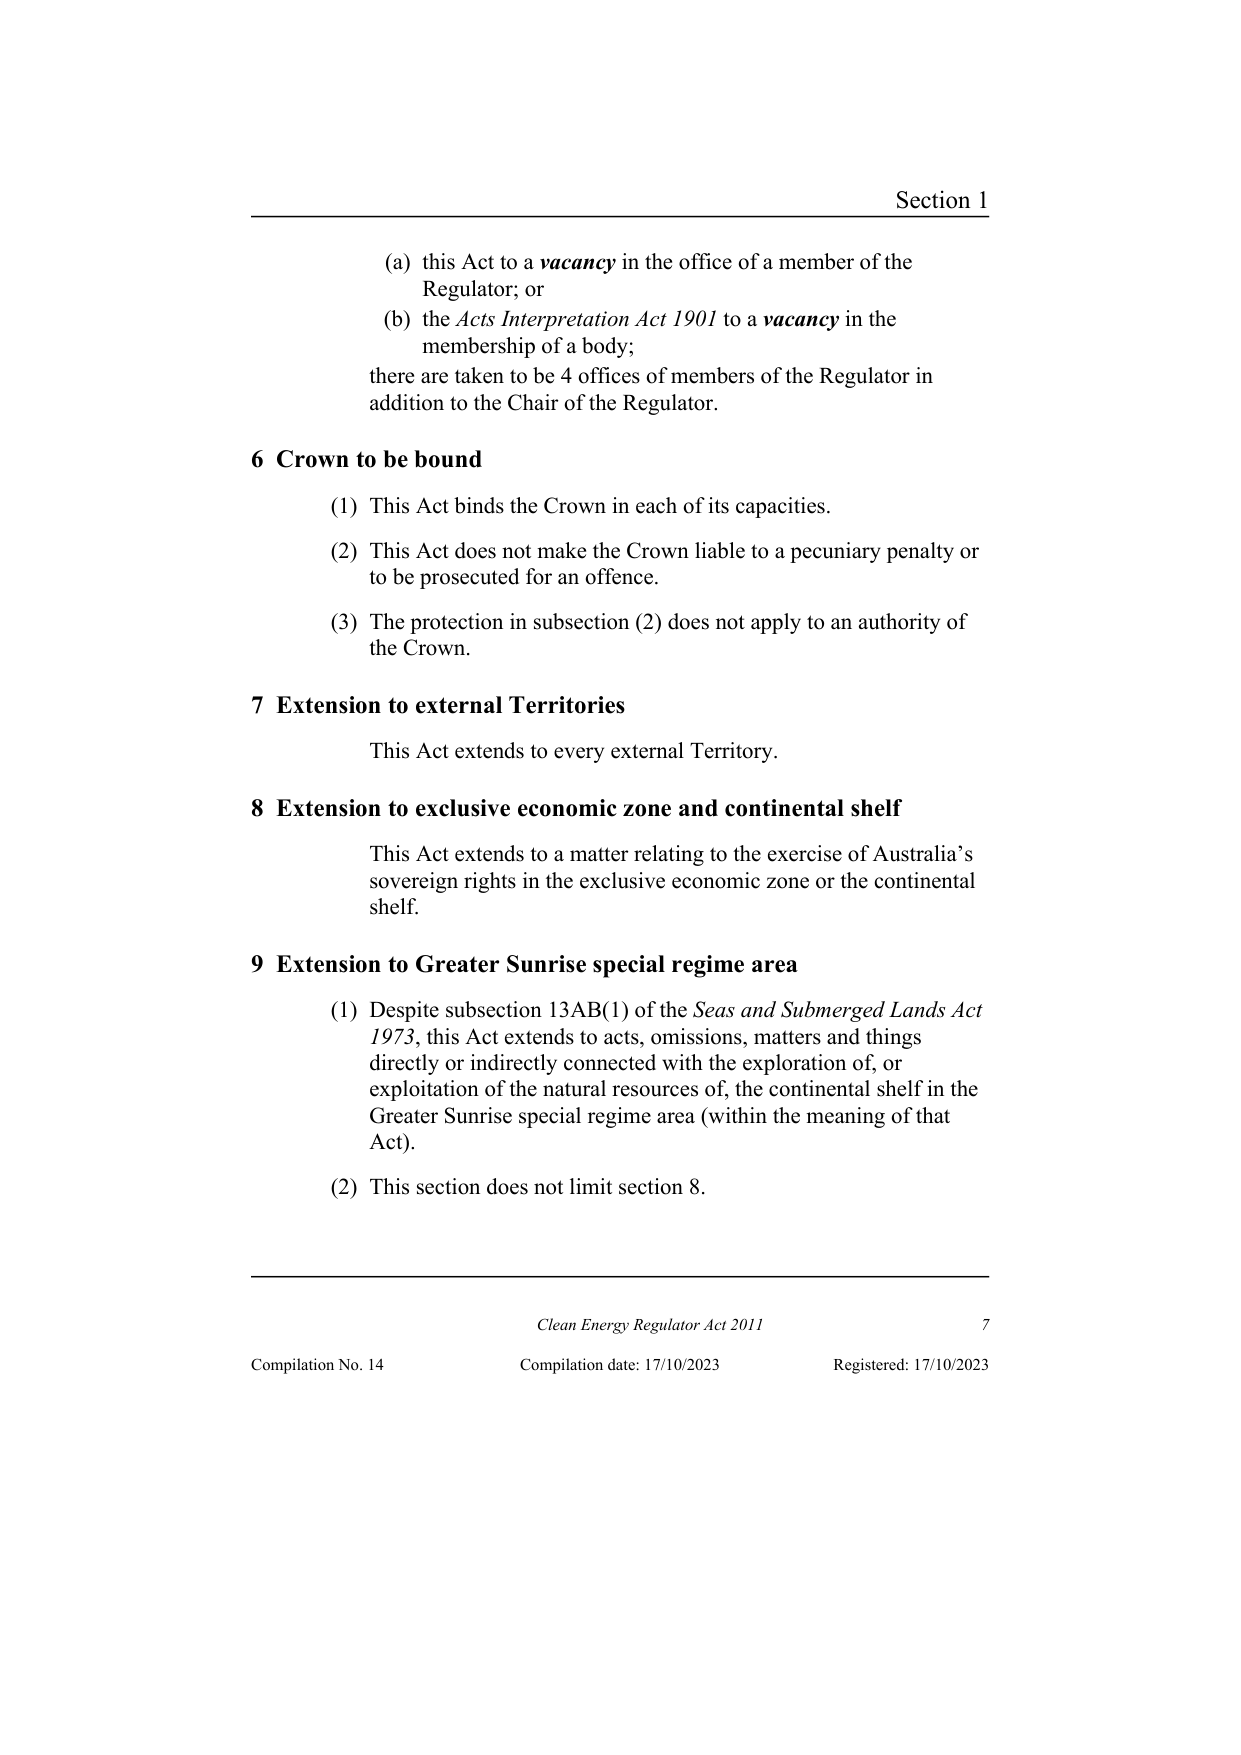 Section 1
(a) this Act to a vacancy in the office of a member of the
Regulator; or
(b) the Acts Interpretation Act 1901 to a vacancy in the
membership of a body;
there are taken to be 4 offices of members of the Regulator in
addition to the Chair of the Regulator.
6 Crown to be bound
(1) This Act binds the Crown in each of its capacities.
(2) This Act does not make the Crown liable to a pecuniary penalty or
to be prosecuted for an offence.
(3) The protection in subsection (2) does not apply to an authority of
the Crown.
7 Extension to external Territories
This Act extends to every external Territory.
8 Extension to exclusive economic zone and continental shelf
This Act extends to a matter relating to the exercise of Australia’s
sovereign rights in the exclusive economic zone or the continental
shelf.
9 Extension to Greater Sunrise special regime area
(1) Despite subsection 13AB(1) of the Seas and Submerged Lands Act
1973, this Act extends to acts, omissions, matters and things
directly or indirectly connected with the exploration of, or
exploitation of the natural resources of, the continental shelf in the
Greater Sunrise special regime area (within the meaning of that
Act).
(2) This section does not limit section 8.
Clean Energy Regulator Act 2011 7
Compilation No. 14 Compilation date: 17/10/2023 Registered: 17/10/2023